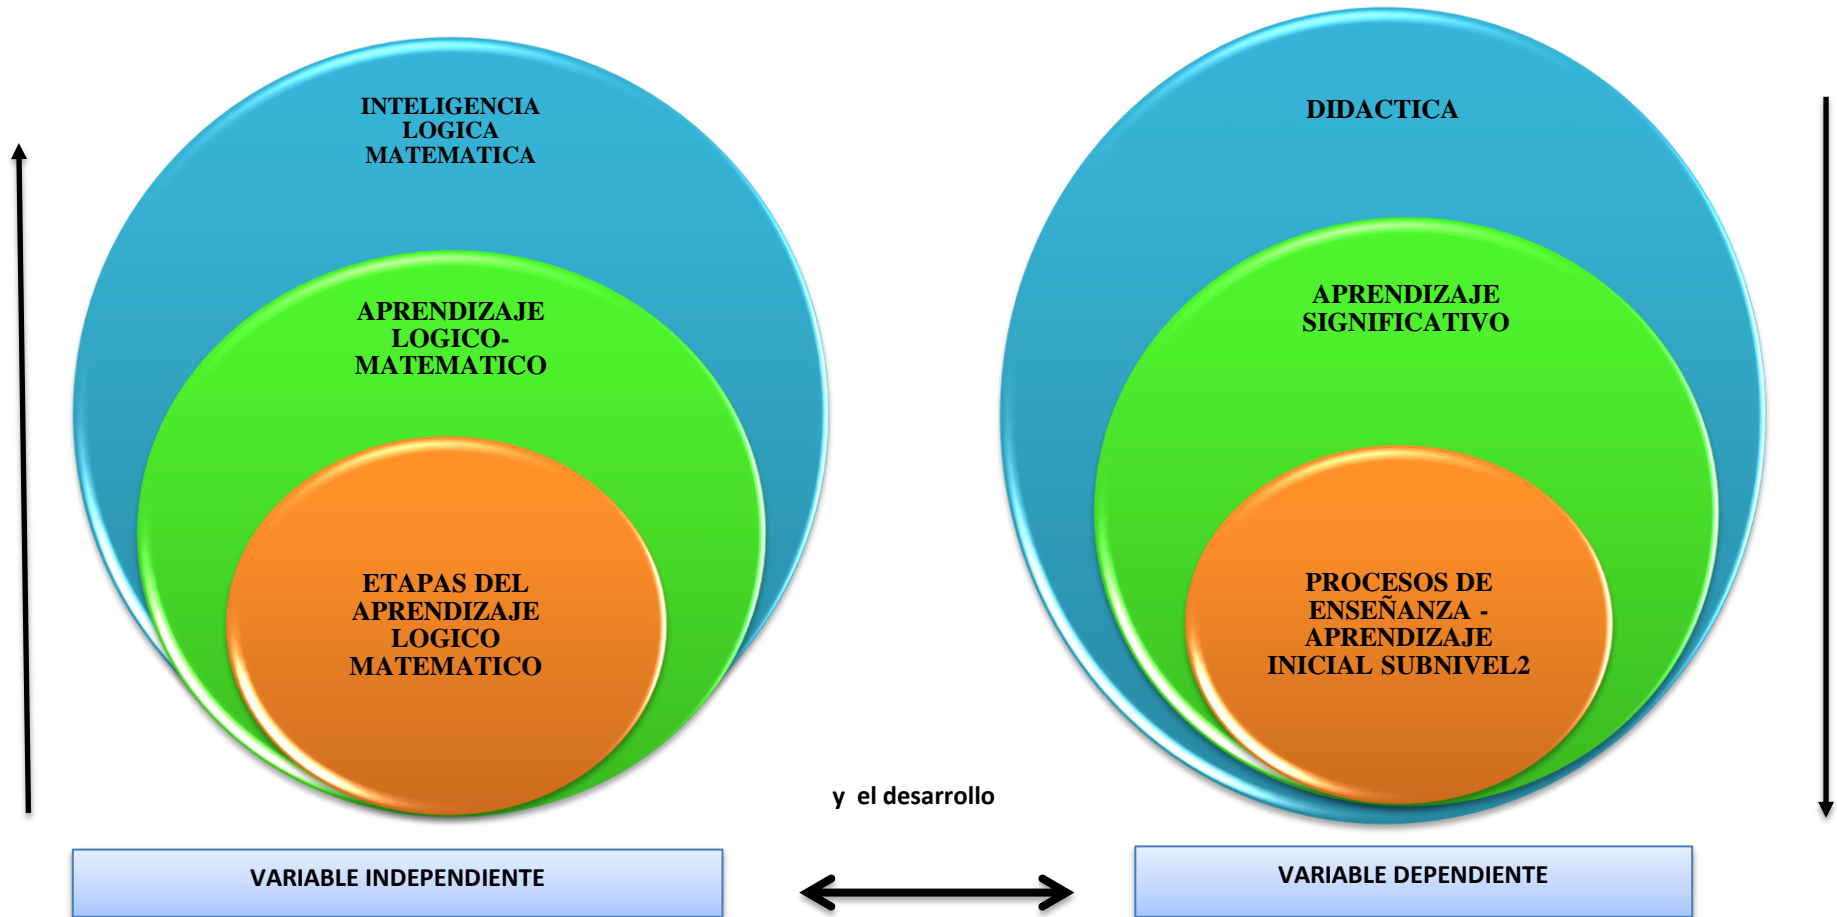 INTELIGENCIA
LOGICA
MATEMATICA
APRENDIZAJE
LOGICO-
MATEMATICO
ETAPAS DEL
APRENDIZAJE
LOGICO
MATEMATICO
DIDACTICA
APRENDIZAJE
SIGNIFICATIVO
PROCESOS DE
ENSEÑANZA -
APRENDIZAJE
INICIAL SUBNIVEL2
y el desarrollo
VARIABLE INDEPENDIENTE
VARIABLE DEPENDIENTE